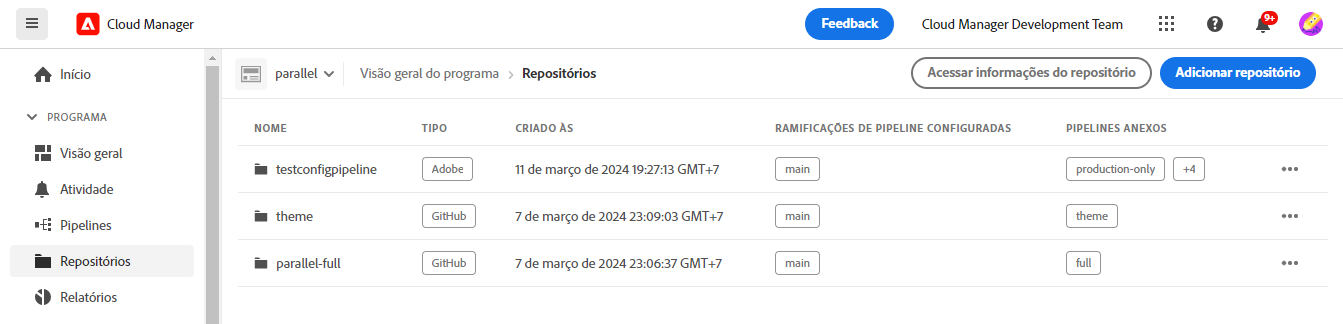 Cloud Manager Feedback Cloud Manager Development Team 9+
Início parallel Visão geral do programa Repositórios Acessar informações do repositório Adicionar repositório
PROGRAMA
Visão geral
Atividade
Pipelines
Repositórios
Relatórios
NOME TIPO CRIADO ÀS RAMIFICAÇÕES DE PIPELINE CONFIGURADAS PIPELINES ANEXOS
testconfigpipeline Adobe 11 de março de 2024 19:27:13 GMT+7 main production-only +4
theme GitHub 7 de março de 2024 23:09:03 GMT+7 main theme
parallel-full GitHub 7 de março de 2024 23:06:37 GMT+7 main full